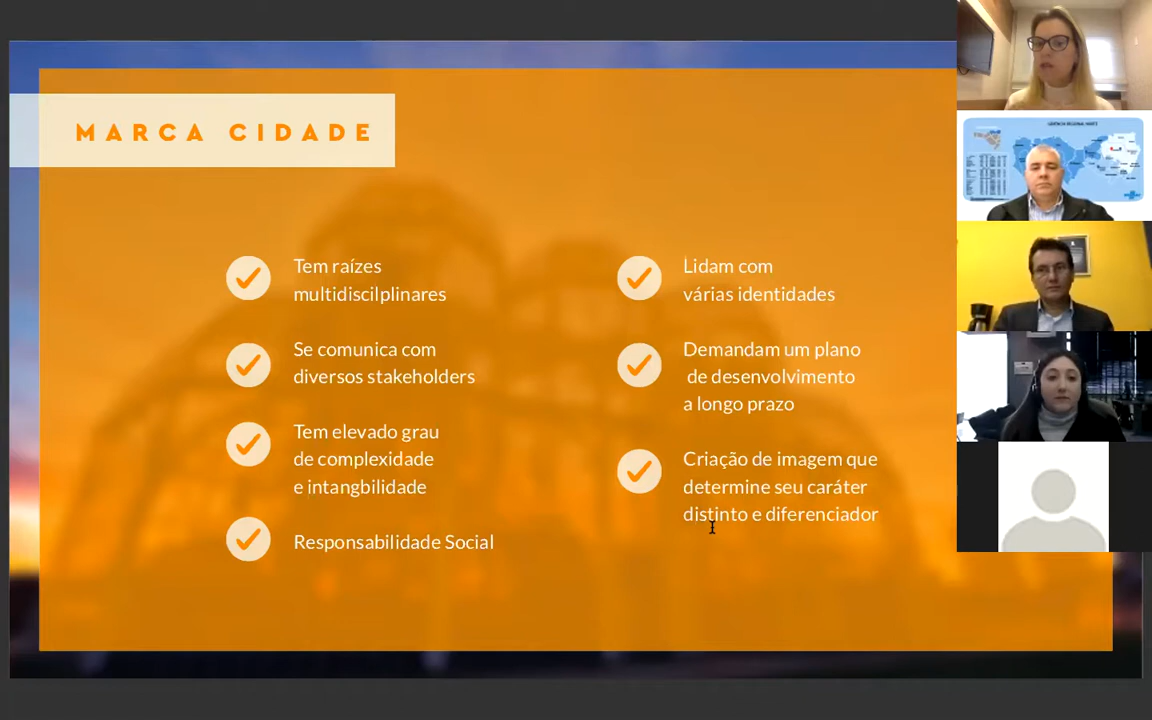 MARCA CIDADE
Tem raízes
multidiscilplinares
Se comunica com
diversos stakeholders
Tem elevado grau
de complexidade
e intangbilidade
Responsabilidade Social
Lidam com
várias identidades
Demandam um plano
de desenvolvimento
a longo prazo
Criação de imagem que
determine seu caráter
distinto e diferenciador